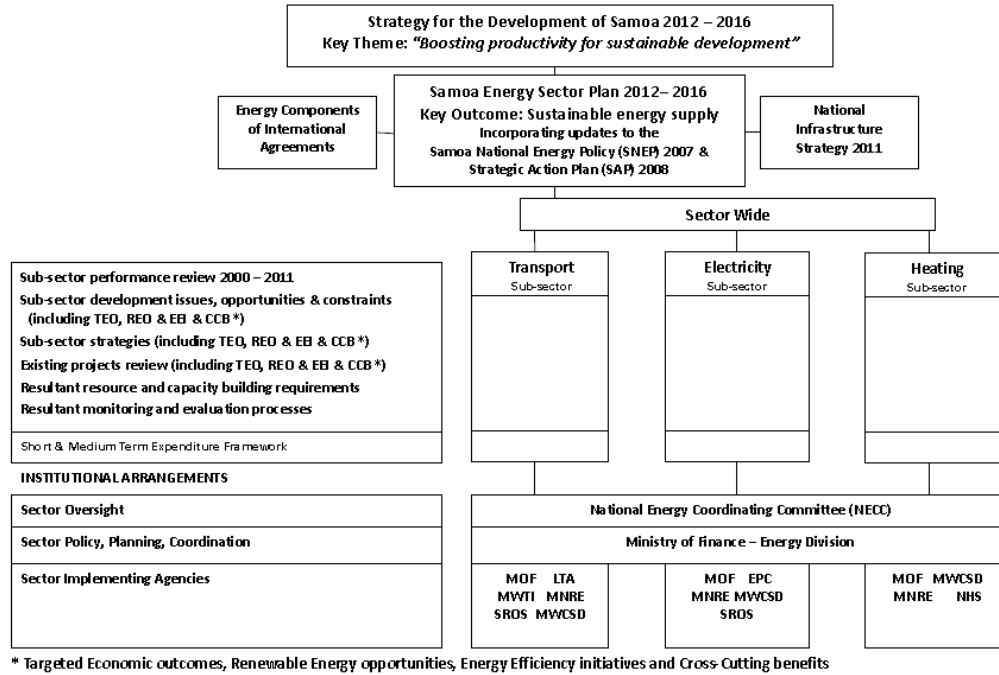 Strategy for the Development of Samoa 2012 – 2016
Key Theme: “Boosting productivity for sustainable development”
Energy Components
of International
Agreements
Samoa Energy Sector Plan 2012– 2016
Key Outcome: Sustainable energy supply
Incorporating updates to the
Samoa National Energy Policy (SNEP) 2007 &
Strategic Action Plan (SAP) 2008
National
Infrastructure
Strategy 2011
Sector Wide
Transport
Sub-sector
Electricity
Sub-sector
Heating
Sub-sector
Sub-sector performance review 2000 – 2011
Sub-sector development issues, opportunities & constraints
(including TEO, REO & EEI & CCB *)
Sub-sector strategies (including TEO, REO & EEI & CCB *)
Existing projects review (including TEO, REO & EEI & CCB *)
Resultant resource and capacity building requirements
Resultant monitoring and evaluation processes
Short & Medium Term Expenditure Framework
INSTITUTIONAL ARRANGEMENTS
Sector Oversight
National Energy Coordinating Committee (NECC)
Sector Policy, Planning, Coordination
Ministry of Finance – Energy Division
Sector Implementing Agencies
MOF LTA
MWTI MNRE
SROS MWCSD
MOF EPC
MNRE MWCSD
SROS
MOF MWCSD
MNRE NHS
* Targeted Economic outcomes, Renewable Energy opportunities, Energy Efficiency initiatives and Cross-Cutting benefits